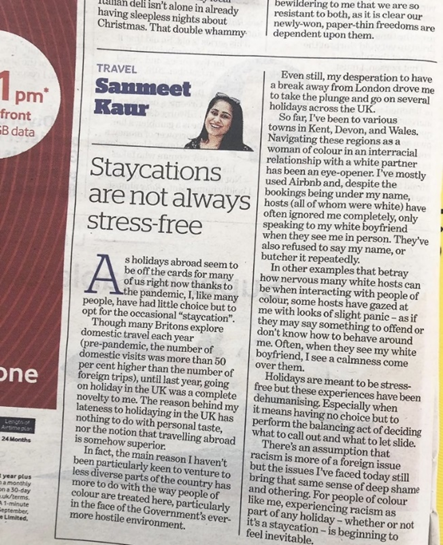 Italian deli isn't alone in already
having sleepless nights about
Christmas. That double whammy
bewildering to me that we are so
resistant to both, as it is clear our
newly-won, paper-thin freedoms are
dependent upon them.
1 pm*
front
GB data
one
24 Months
TRAVEL
Sanmeet
Kaur
Staycations
are not always
stress-free
As holidays abroad seem to
be off the cards for many
of us right now thanks to
the pandemic, I, like many
people, have had little choice but to
opt for the occasional "staycation".
Though many Britons explore
domestic travel each year
(pre-pandemic, the number of
domestic visits was more than 50
per cent higher than the number of
foreign trips), until last year, going
on holiday in the UK was a complete
novelty to me. The reason behind my
lateness to holidaying in the UK has
nothing to do with personal taste,
nor the notion that travelling abroad
is somehow superior.
In fact, the main reason I haven't
been particularly keen to venture to
less diverse parts of the country has
more to do with the way people of
colour are treated here, particularly
in the face of the Government's ever-
more hostile environment.
Even still, my desperation to have
a break away from London drove me
to take the plunge and go on several
holidays across the UK.
So far, I've been to various
towns in Kent, Devon, and Wales.
Navigating these regions as a
woman of colour in an interracial
relationship with a white partner
has been an eye-opener. I've mostly
used Airbnb and, despite the
bookings being under my name,
hosts (all of whom were white) have
often ignored me completely, only
speaking to my white boyfriend
when they see me in person. They've
also refused to say my name, or
butcher it repeatedly.
In other examples that betray
how nervous many white hosts can
be when interacting with people of
colour, some hosts have gazed at
me with looks of slight panic – as if
they may say something to offend or
don't know how to behave around
me. Often, when they see my white
boyfriend, I see a calmness come
over them.
Holidays are meant to be stress-
free but these experiences have been
dehumanising. Especially when
it means having no choice but to
perform the balancing act of deciding
what to call out and what to let slide.
There's an assumption that
racism is more of a foreign issue
but the issues I've faced today still
bring that same sense of deep shame
and othering. For people of colour
like me, experiencing racism as
part of any holiday – whether or not
it's a staycation – is beginning to
feel inevitable.